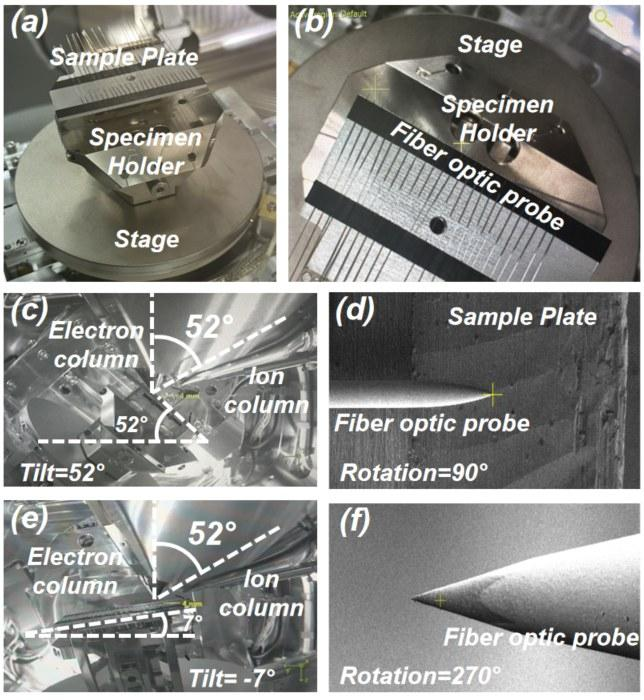 (a)
Sample Plate
Specimen
Holder
Stage
(b)
Stage
Specimen
Holder
Fiber optic probe
(c)
Electron
column
52°
Ion
column
52°
Tilt=52°
(d)
Sample Plate
Fiber optic probe
Rotation=90°
(e)
Electron
column
52°
Ion
column
4 mm
7°
Tilt= -7°
(f)
Fiber optic probe
Rotation=270°